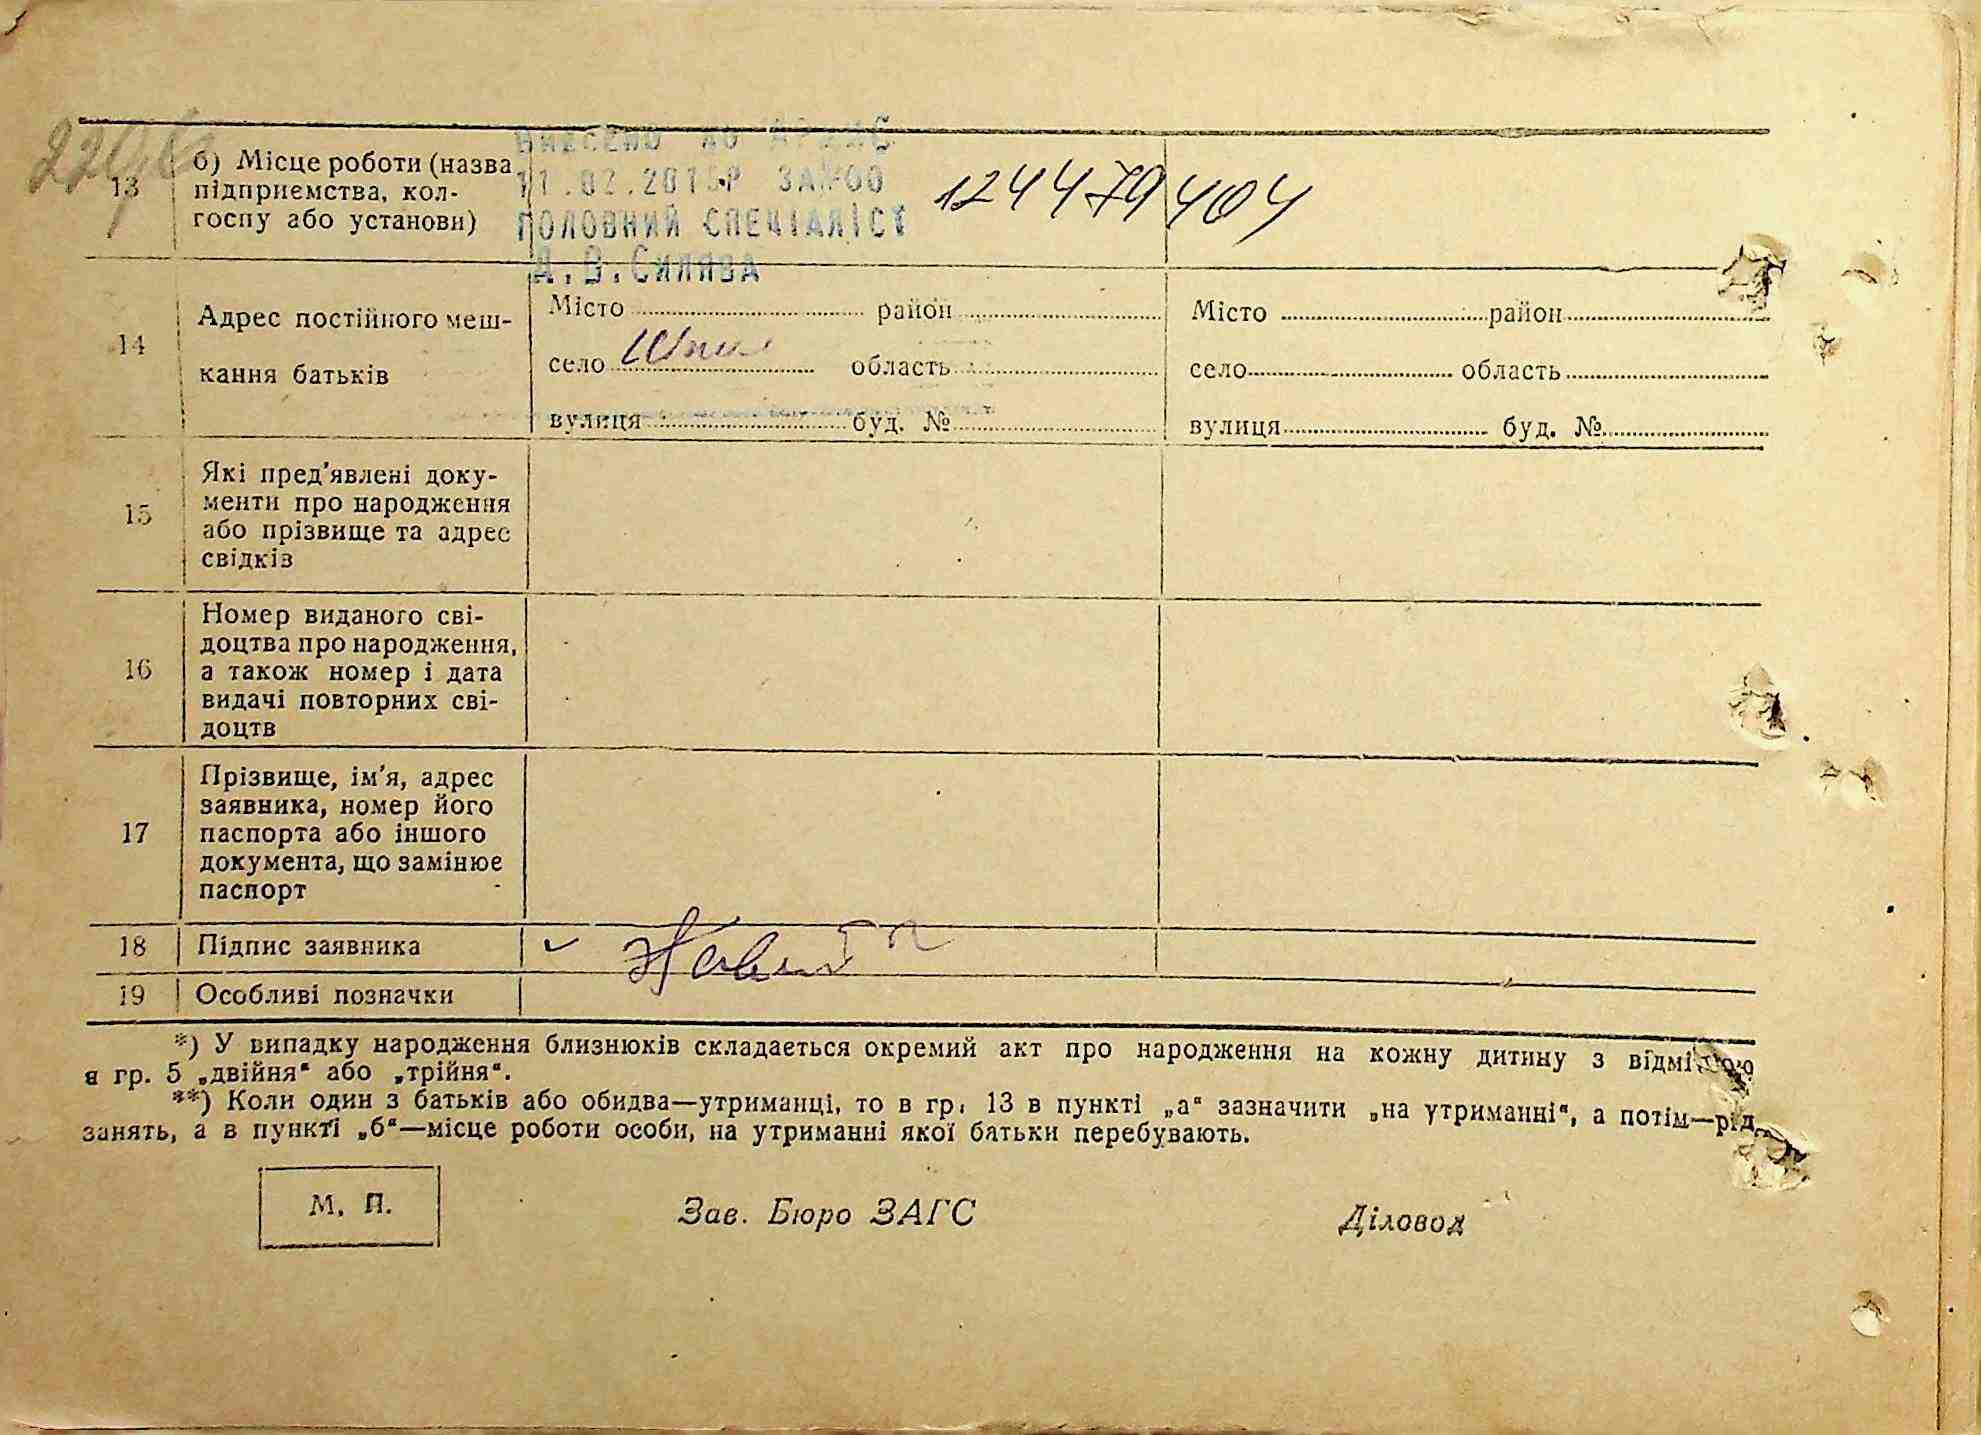 13
б) Місце роботи (назва
підприємства, кол-
госпу або установи)
ВНЕСЕНО до ДРАЦС
ГОЛОВНИЙ СПЕЦІАЛІСТ
124479404
14
Адрес постійного меш-
кання батьків
Місто район
село область
вулиця буд. №
Місто район
село область
вулиця буд. №
15
Які пред'явлені доку-
менти про народження
або прізвище та адрес
свідків
16
Номер виданого сві-
доцтва про народження,
а також номер і дата
видачі повторних сві-
доцтв
17
Прізвище, ім'я, адрес
заявника, номер його
паспорта або іншого
документа, що замінює
паспорт
18 Підпис заявника
19 Особливі позначки
*) У випадку народження близнюків складається окремий акт про народження на кожну дитину з відміткою
в гр. 5 „двійня“ або „трійня“.
**) Коли один з батьків або обидва—утриманці, то в гр. 13 в пункті „а“ зазначити „на утриманні“, а потім—рід
занять, а в пункті „б“—місце роботи особи, на утриманні якої батьки перебувають.
М. П.
Зав. Бюро ЗАГС
Діловод